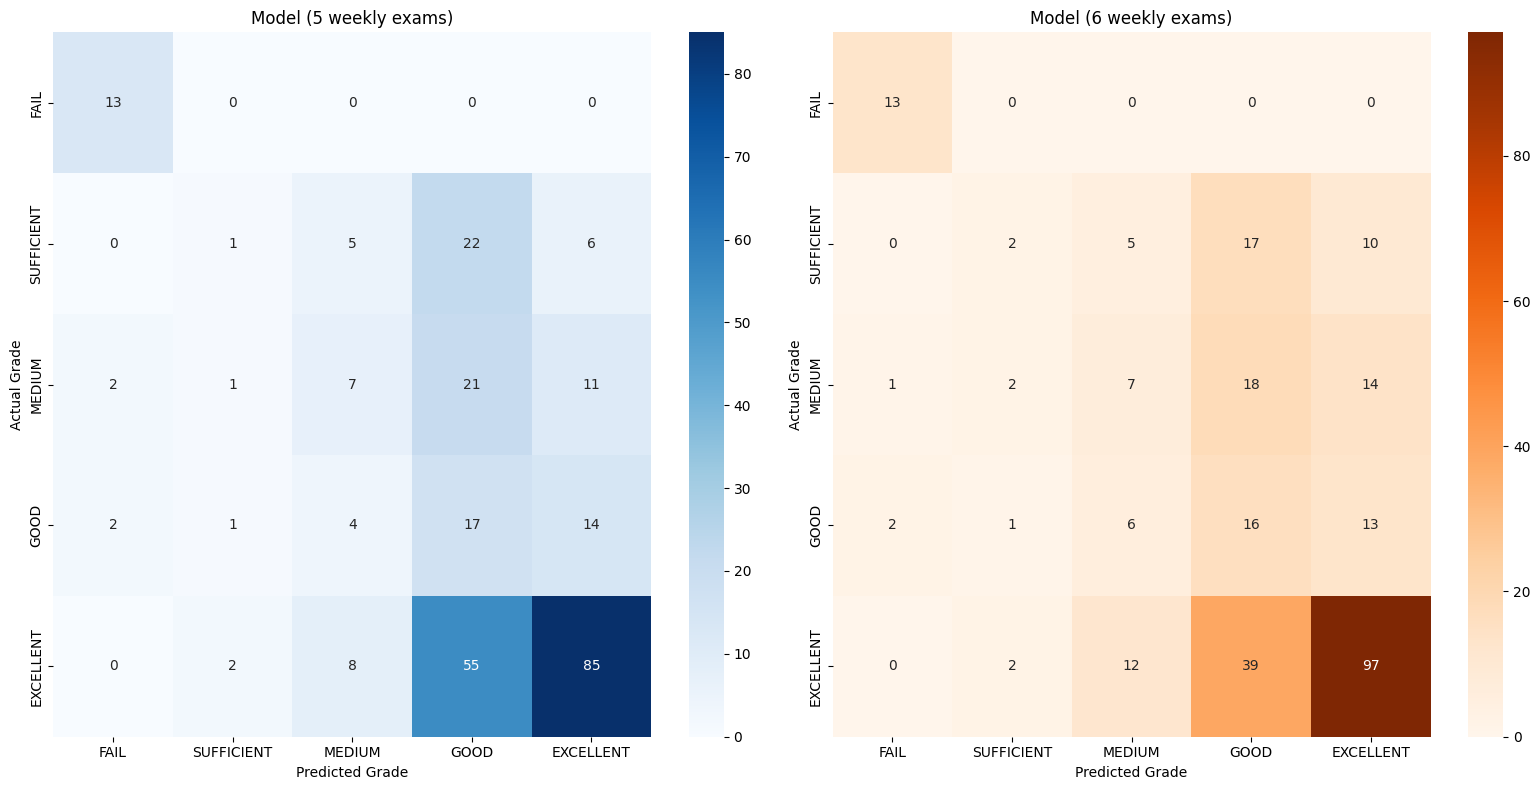 Model (5 weekly exams)
FAIL 13 0 0 0 0
SUFFICIENT 0 1 5 22 6
MEDIUM 2 1 7 21 11
GOOD 2 1 4 17 14
EXCELLENT 0 2 8 55 85
FAIL SUFFICIENT MEDIUM GOOD EXCELLENT
Predicted Grade
Actual Grade
80
70
60
50
40
30
20
10
0
Model (6 weekly exams)
FAIL 13 0 0 0 0
SUFFICIENT 0 2 5 17 10
MEDIUM 1 2 7 18 14
GOOD 2 1 6 16 13
EXCELLENT 0 2 12 39 97
FAIL SUFFICIENT MEDIUM GOOD EXCELLENT
Predicted Grade
Actual Grade
80
60
40
20
0